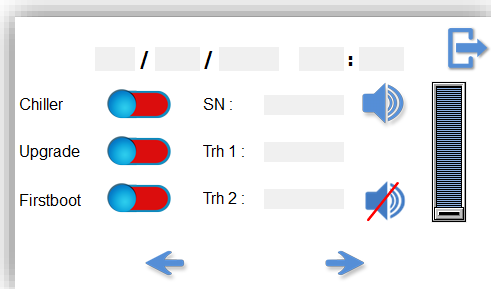 / / :
Chiller SN :
Upgrade Trh 1 :
Firstboot Trh 2 :